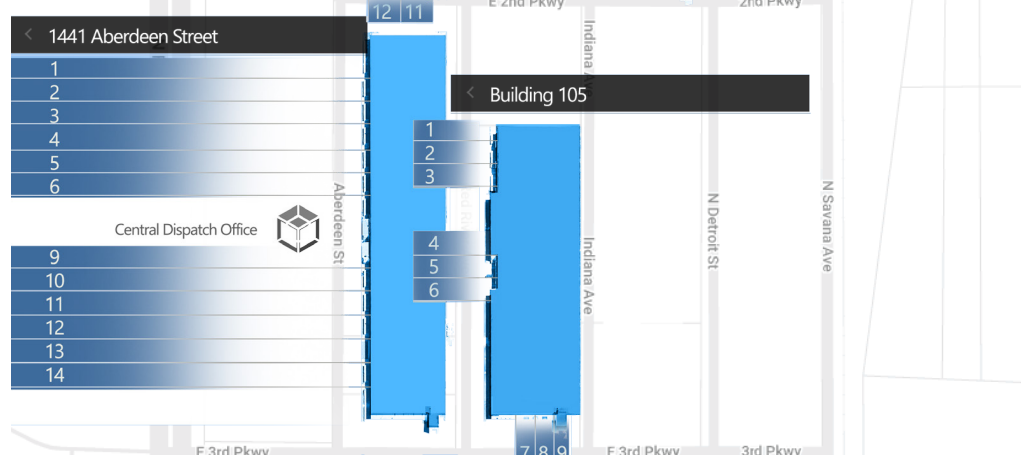 12 11
E 2nd Pkwy
2nd Pkwy
1441 Aberdeen Street
Indiana Ave
1
2
3
4
5
6
Building 105
1
2
3
Aberdeen St
N Detroit St
N Savana Ave
Central Dispatch Office
4
5
6
Indiana Ave
9
10
11
12
13
14
7 8 9
E 3rd Pkwy
E 3rd Pkwy
3rd Pkwy